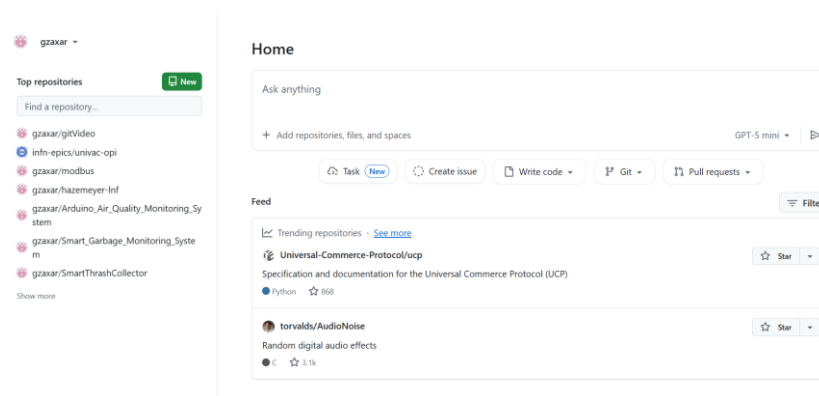 gzaxar
Top repositories
New
Find a repository...
gzaxar/gitVideo
infn-epics/univac-opi
gzaxar/modbus
gzaxar/hazemeyer-Inf
gzaxar/Arduino_Air_Quality_Monitoring_Sy
stem
gzaxar/Smart_Garbage_Monitoring_Syste
m
gzaxar/SmartThrashCollector
Show more
Home
Ask anything
Add repositories, files, and spaces
GPT-5 mini
Task New
Create issue
Write code
Git
Pull requests
Feed
Filte
Trending repositories · See more
Universal-Commerce-Protocol/ucp
Star
Specification and documentation for the Universal Commerce Protocol (UCP)
Python 868
torvalds/AudioNoise
Star
Random digital audio effects
C 3.1k